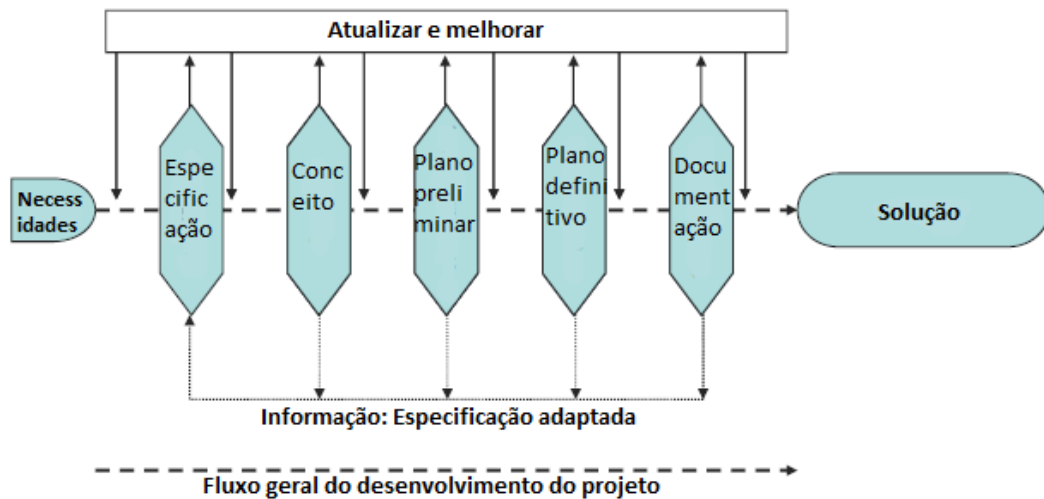 Atualizar e melhorar
Necess
idades
Espe
cific
ação
Conc
eito
Plano
preli
minar
Plano
defini
tivo
Docu
ment
ação
Solução
Informação: Especificação adaptada
Fluxo geral do desenvolvimento do projeto